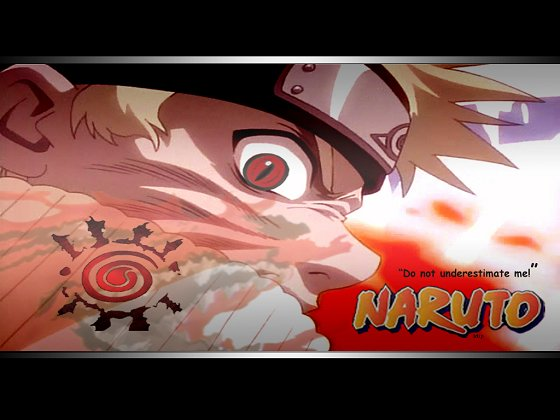 “Do not underestimate me!”
NARUTO